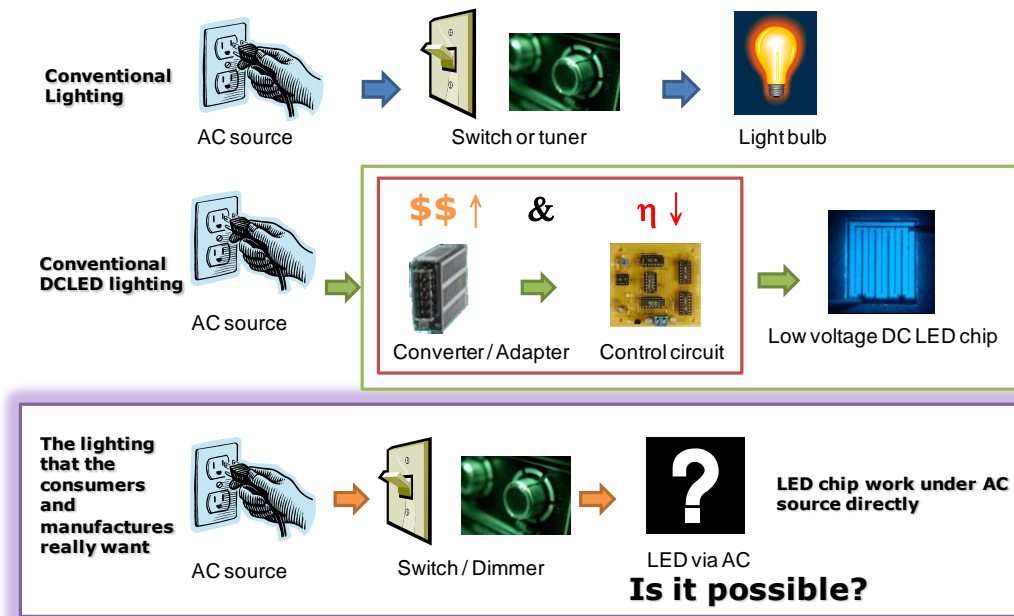 Conventional
Lighting
AC source
Switch or tuner
Light bulb
$$ ↑ & η ↓
Conventional
DCLED lighting
AC source
Converter / Adapter
Control circuit
Low voltage DC LED chip
The lighting
that the
consumers
and
manufactures
really want
AC source
Switch / Dimmer
?
LED via AC
LED chip work under AC
source directly
Is it possible?